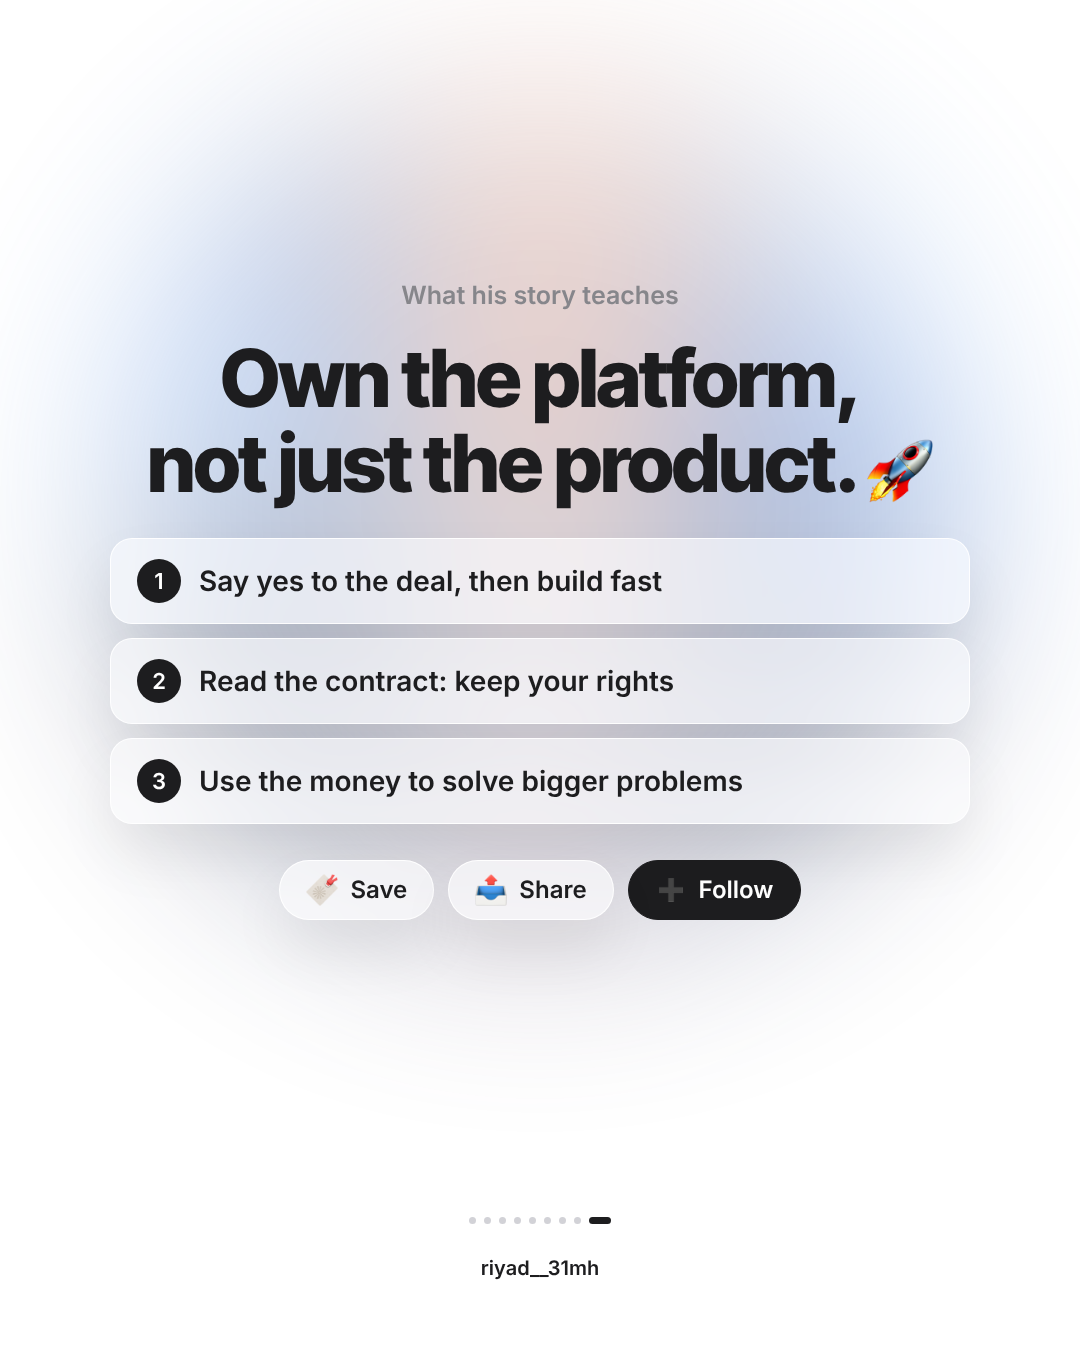 What his story teaches
Own the platform,
not just the product. 🚀
1 Say yes to the deal, then build fast
2 Read the contract: keep your rights
3 Use the money to solve bigger problems
Save Share Follow
riyad__31mh